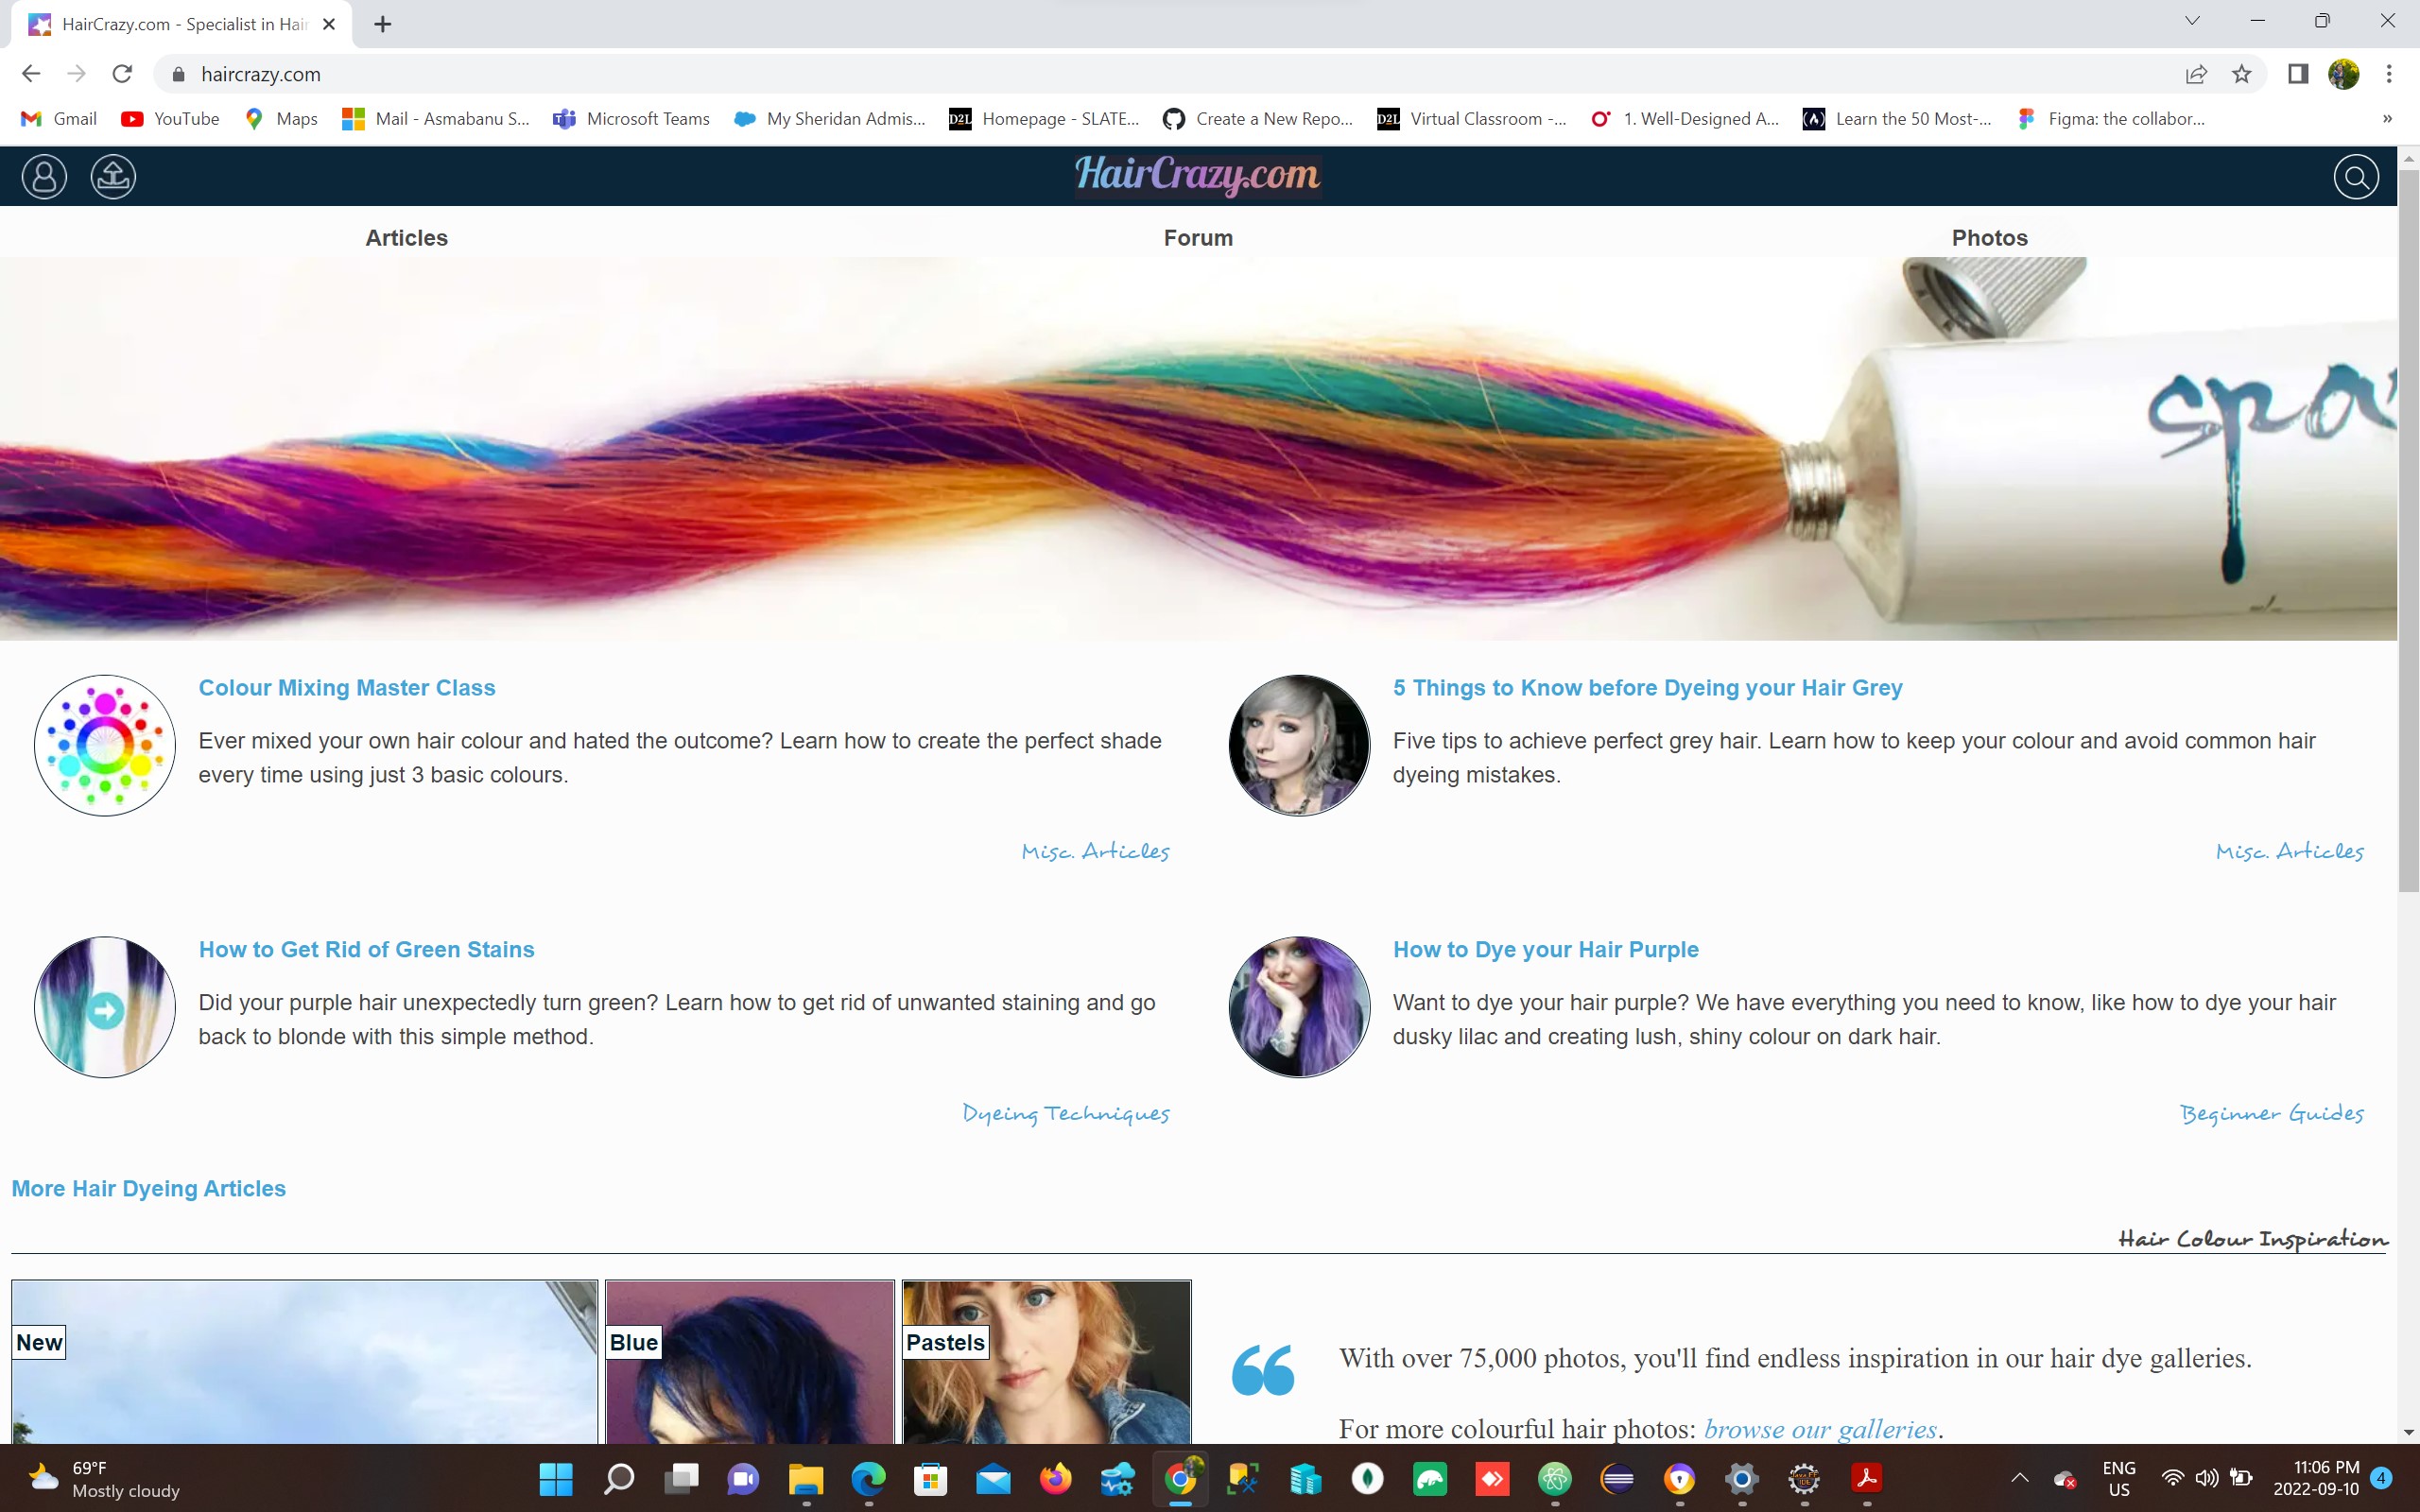 HairCrazy.com - Specialist in Hair
haircrazy.com
Gmail
YouTube
Maps
Mail - Asmabanu S...
Microsoft Teams
D2L
My Sheridan Admis...
Homepage - SLATE...
Create a New Repo...
D2L
Virtual Classroom -...
1. Well-Designed A...
Learn the 50 Most-...
Figma: the collabor...
»
HairCrazy.com
Articles
Forum
Photos
Colour Mixing Master Class
Ever mixed your own hair colour and hated the outcome? Learn how to create the perfect shade
every time using just 3 basic colours.
Misc. Articles
5 Things to Know before Dyeing your Hair Grey
Five tips to achieve perfect grey hair. Learn how to keep your colour and avoid common hair
dyeing mistakes.
Misc. Articles
How to Get Rid of Green Stains
Did your purple hair unexpectedly turn green? Learn how to get rid of unwanted staining and go
back to blonde with this simple method.
Dyeing Techniques
How to Dye your Hair Purple
Want to dye your hair purple? We have everything you need to know, like how to dye your hair
dusky lilac and creating lush, shiny colour on dark hair.
Beginner Guides
More Hair Dyeing Articles
Hair Colour Inspiration
New
Blue
Pastels
With over 75,000 photos, you'll find endless inspiration in our hair dye galleries.
For more colourful hair photos: browse our galleries.
69°F
Mostly cloudy
ENG
US
11:06 PM
2022-09-10
4